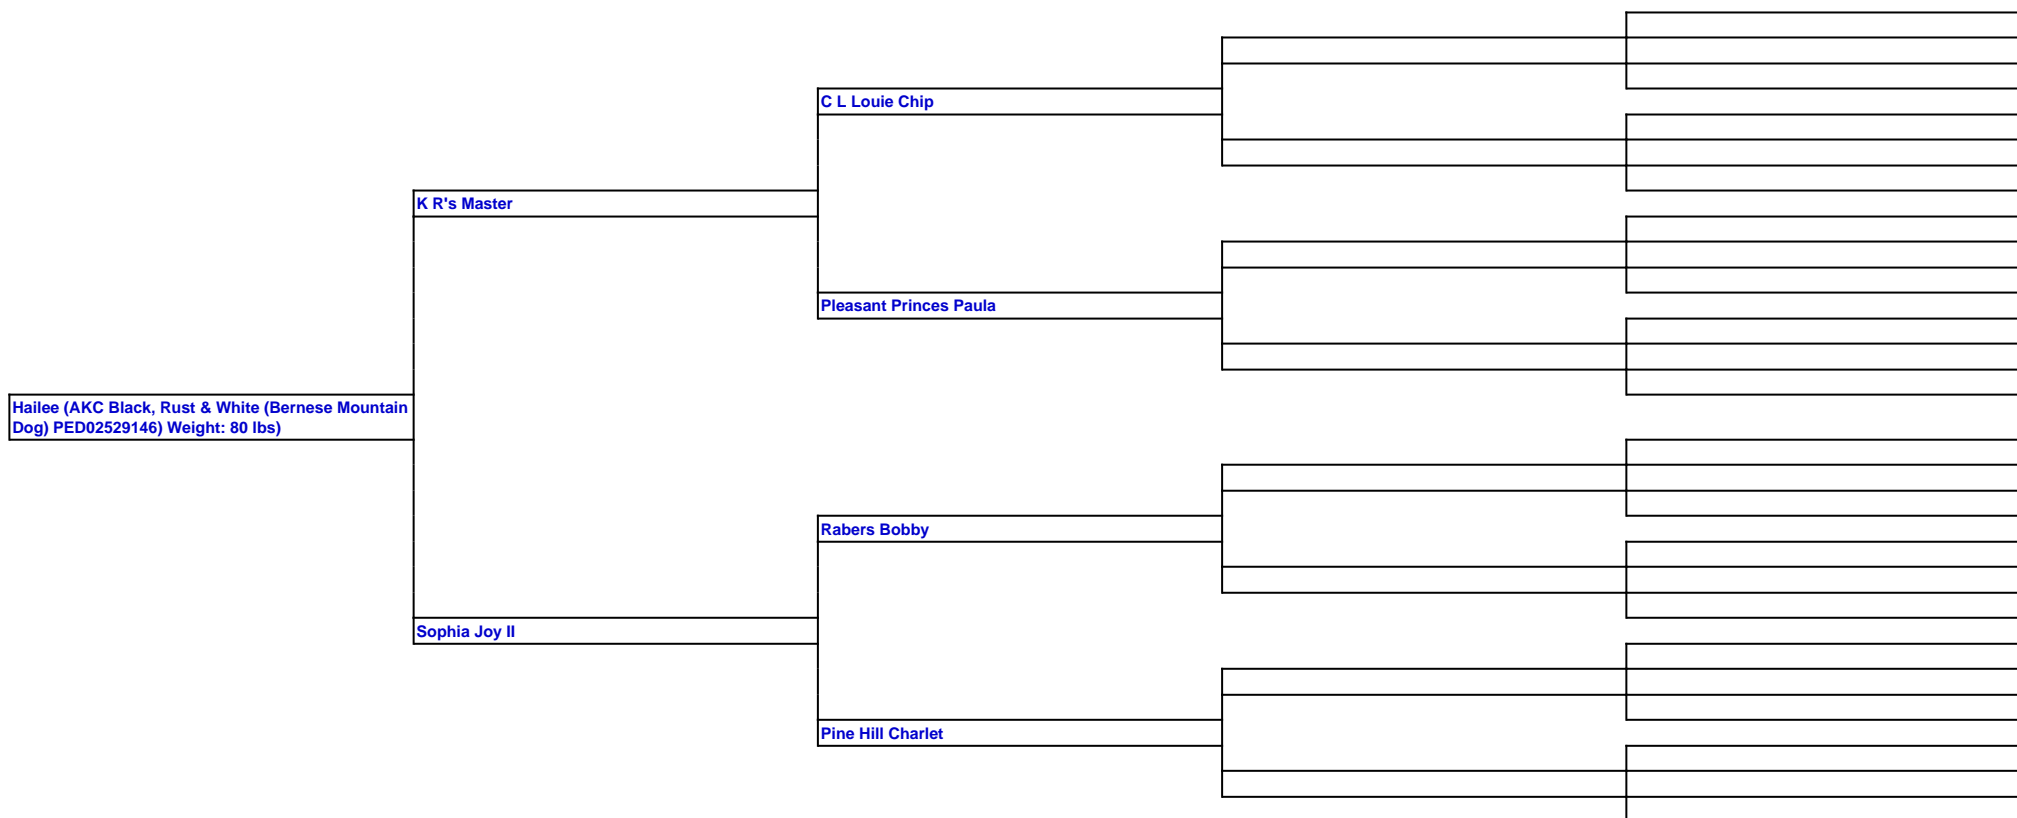 C L Louie Chip
K R's Master
Pleasant Princes Paula
Hailee (AKC Black, Rust & White (Bernese Mountain
Dog) PED02529146) Weight: 80 lbs)
Rabers Bobby
Sophia Joy II
Pine Hill Charlet